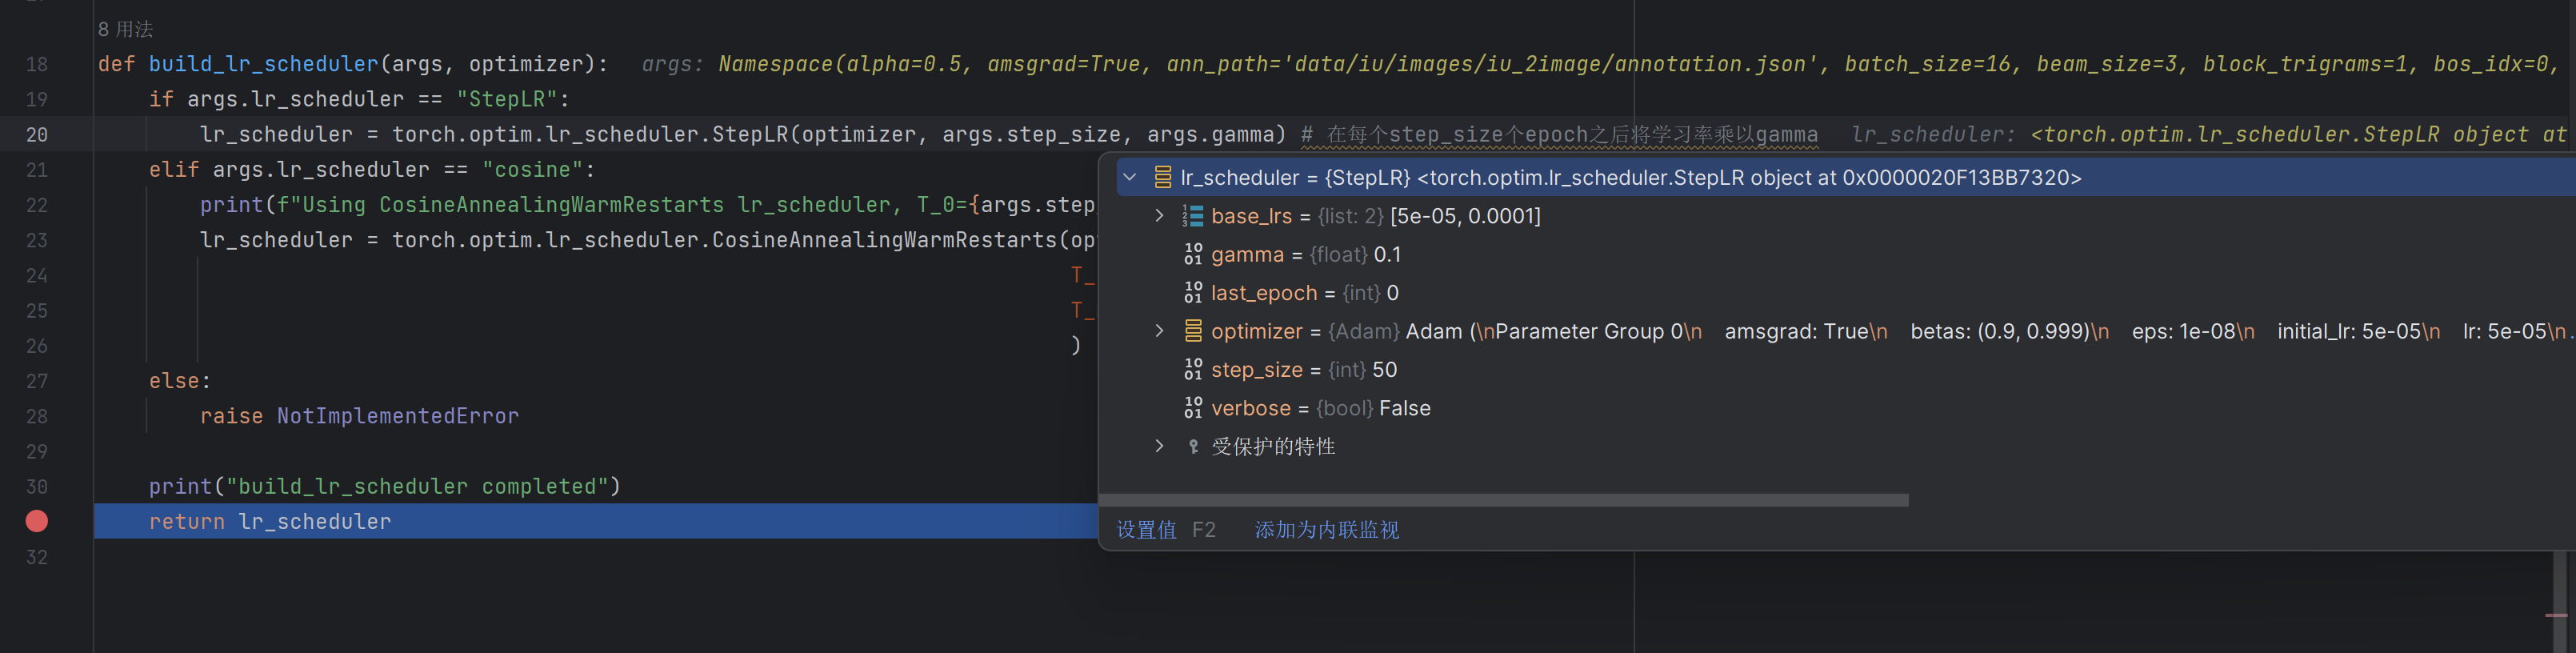 8 用法
18 def build_lr_scheduler(args, optimizer): args: Namespace(alpha=0.5, amsgrad=True, ann_path='data/iu/images/iu_2image/annotation.json', batch_size=16, beam_size=3, block_trigrams=1, bos_idx=0,
19 if args.lr_scheduler == "StepLR":
20 lr_scheduler = torch.optim.lr_scheduler.StepLR(optimizer, args.step_size, args.gamma) # 在每个step_size个epoch之后将学习率乘以gamma lr_scheduler: <torch.optim.lr_scheduler.StepLR object at
21 elif args.lr_scheduler == "cosine":
22 print(f"Using CosineAnnealingWarmRestarts lr_scheduler, T_0={args.step
23 lr_scheduler = torch.optim.lr_scheduler.CosineAnnealingWarmRestarts(op
24 T_
25 T_
26 )
27 else:
28 raise NotImplementedError
29
30 print("build_lr_scheduler completed")
return lr_scheduler
32
lr_scheduler = {StepLR} <torch.optim.lr_scheduler.StepLR object at 0x0000020F13BB7320>
base_lrs = {list: 2} [5e-05, 0.0001]
gamma = {float} 0.1
last_epoch = {int} 0
optimizer = {Adam} Adam (\nParameter Group 0\n amsgrad: True\n betas: (0.9, 0.999)\n eps: 1e-08\n initial_lr: 5e-05\n lr: 5e-05\n
step_size = {int} 50
verbose = {bool} False
受保护的特性
设置值 F2 添加为内联监视